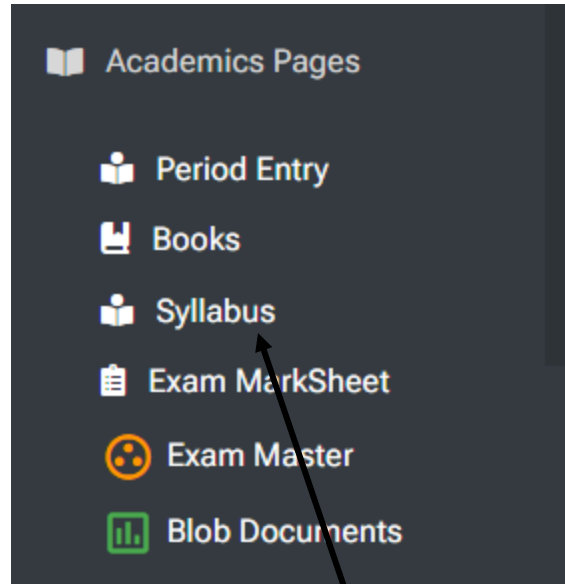 Academics Pages
Period Entry
Books
Syllabus
Exam MarkSheet
Exam Master
Blob Documents